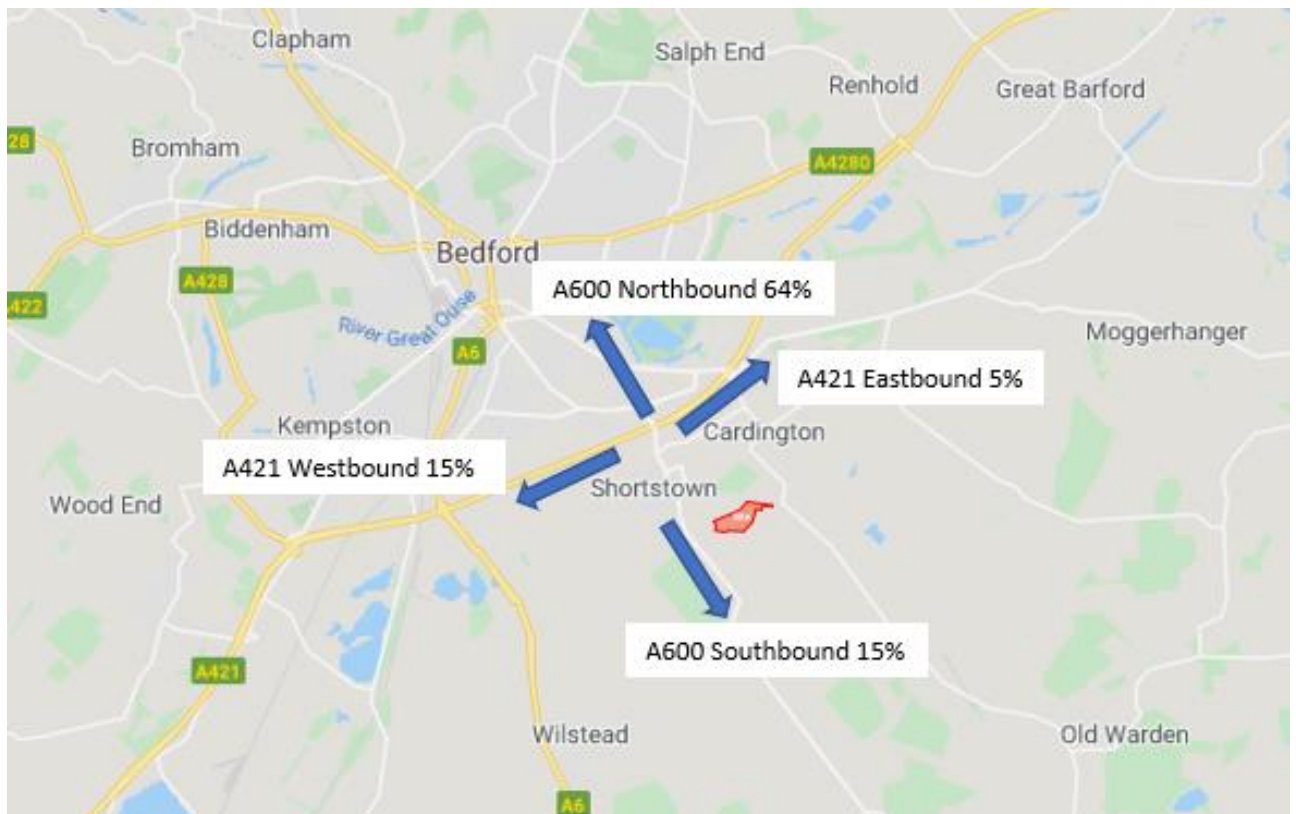 Clapham
Salph End
Renhold
Great Barford
28
Bromham
A4280
Biddenham
Bedford
A428
A422
A600 Northbound 64%
River Great Ouse
A6
Moggerhanger
A421 Eastbound 5%
Kempston
Cardington
A421 Westbound 15%
Shortstown
Wood End
A600 Southbound 15%
A421
Wilstead
Old Warden
A6